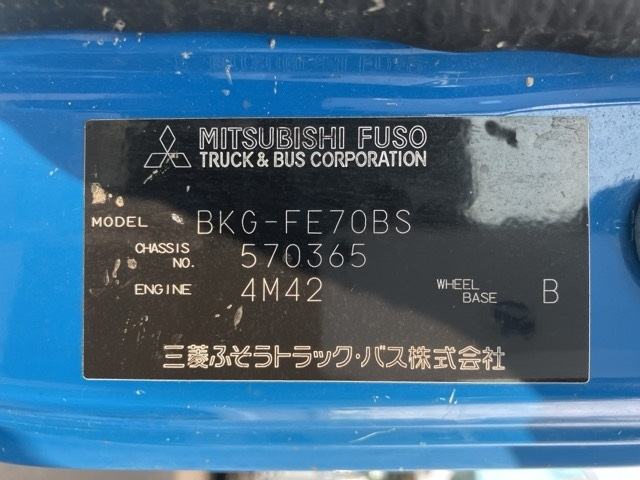 MITSUBISHI FUSO
TRUCK & BUS CORPORATION
MODEL BKG-FE70BS
CHASSIS NO. 570365
ENGINE 4M42 WHEEL BASE B
三菱ふそうトラック・バス株式会社